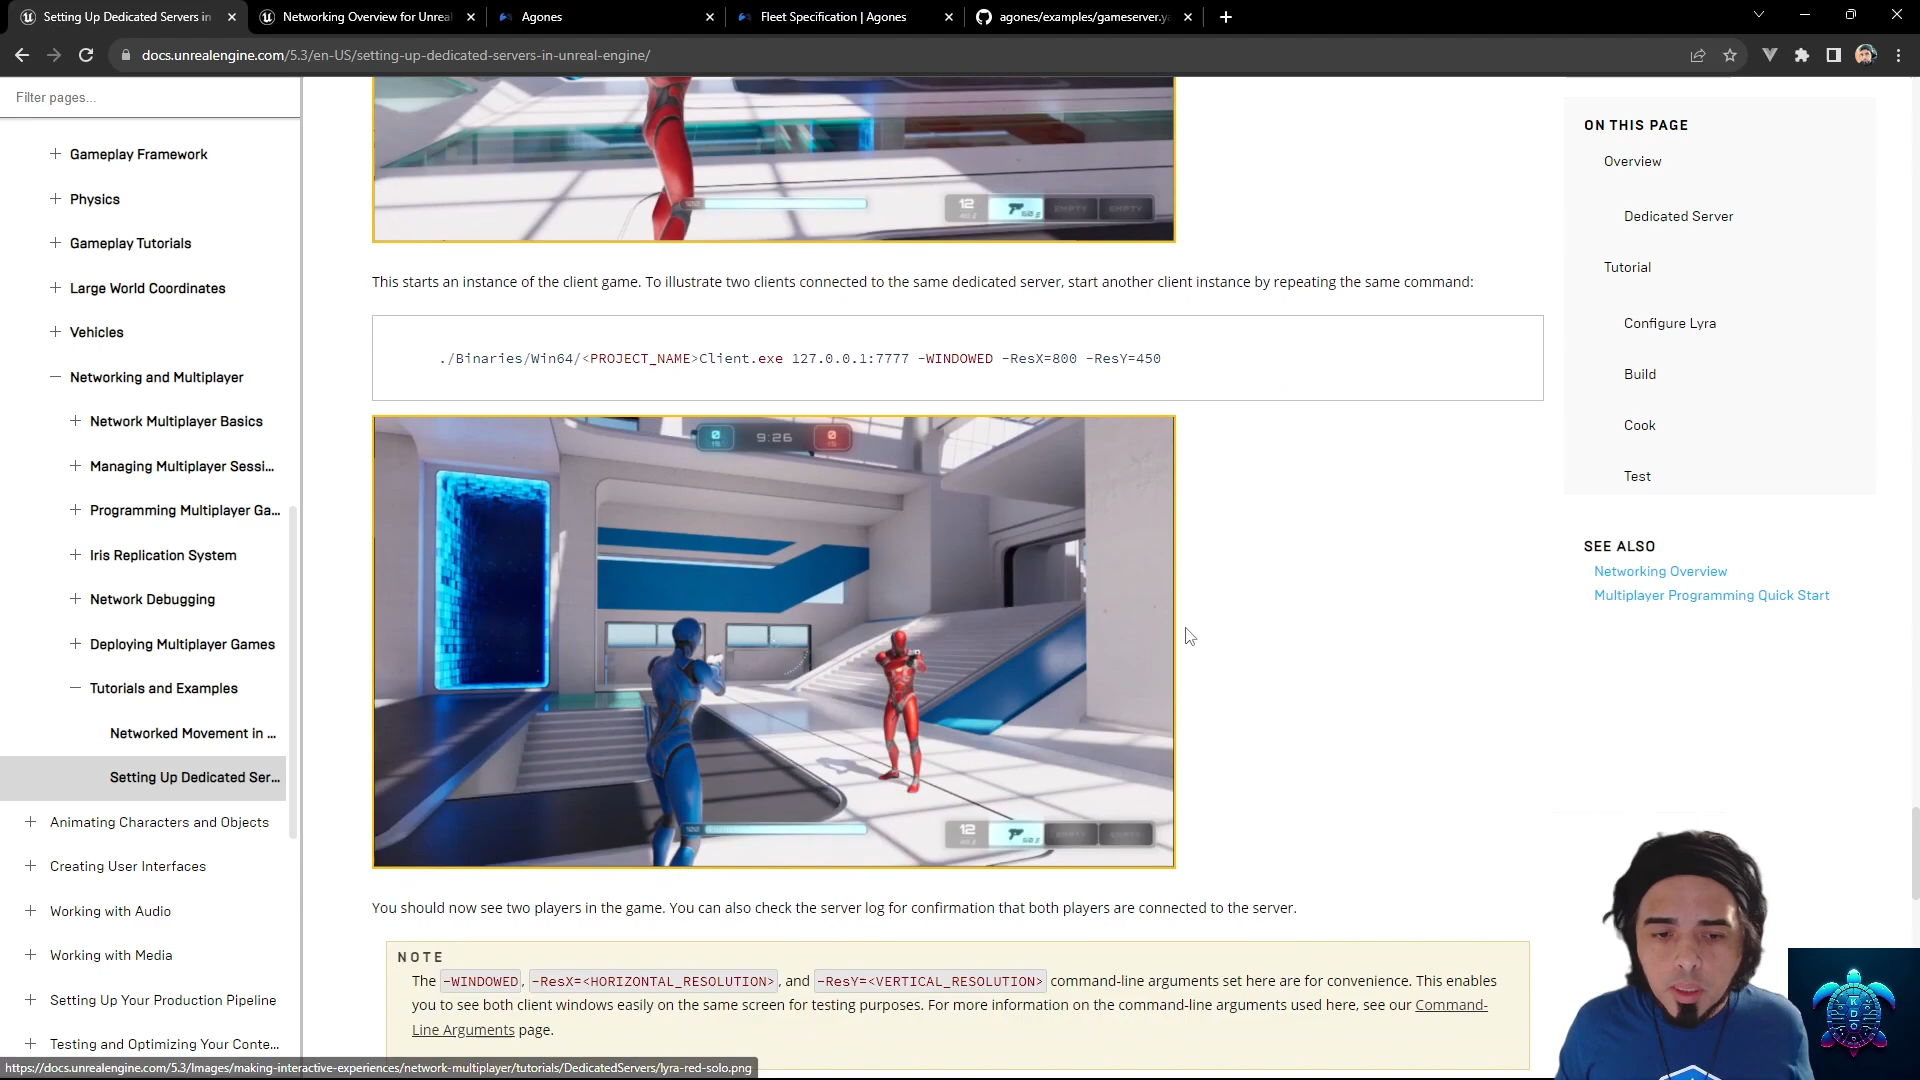 Setting Up Dedicated Servers in
Networking Overview for Unreal
Agones
Fleet Specification | Agones
agones/examples/gameserver.ya
docs.unrealengine.com/5.3/en-US/setting-up-dedicated-servers-in-unreal-engine/
Filter pages...
Gameplay Framework
Physics
Gameplay Tutorials
Large World Coordinates
Vehicles
Networking and Multiplayer
Network Multiplayer Basics
Managing Multiplayer Sessi...
Programming Multiplayer Ga...
Iris Replication System
Network Debugging
Deploying Multiplayer Games
Tutorials and Examples
Networked Movement in ...
Setting Up Dedicated Ser...
Animating Characters and Objects
Creating User Interfaces
Working with Audio
Working with Media
Setting Up Your Production Pipeline
Testing and Optimizing Your Conte...
12
EMPTY EMPTY
This starts an instance of the client game. To illustrate two clients connected to the same dedicated server, start another client instance by repeating the same command:
./Binaries/Win64/<PROJECT_NAME>Client.exe 127.0.0.1:7777 -WINDOWED -ResX=800 -ResY=450
0 9:26 0
12
You should now see two players in the game. You can also check the server log for confirmation that both players are connected to the server.
NOTE
The -WINDOWED, -ResX=<HORIZONTAL_RESOLUTION>, and -ResY=<VERTICAL_RESOLUTION> command-line arguments set here are for convenience. This enables
you to see both client windows easily on the same screen for testing purposes. For more information on the command-line arguments used here, see our Command-
Line Arguments page.
ON THIS PAGE
Overview
Dedicated Server
Tutorial
Configure Lyra
Build
Cook
Test
SEE ALSO
Networking Overview
Multiplayer Programming Quick Start
K
D
O
https://docs.unrealengine.com/5.3/Images/making-interactive-experiences/network-multiplayer/tutorials/DedicatedServers/lyra-red-solo.png